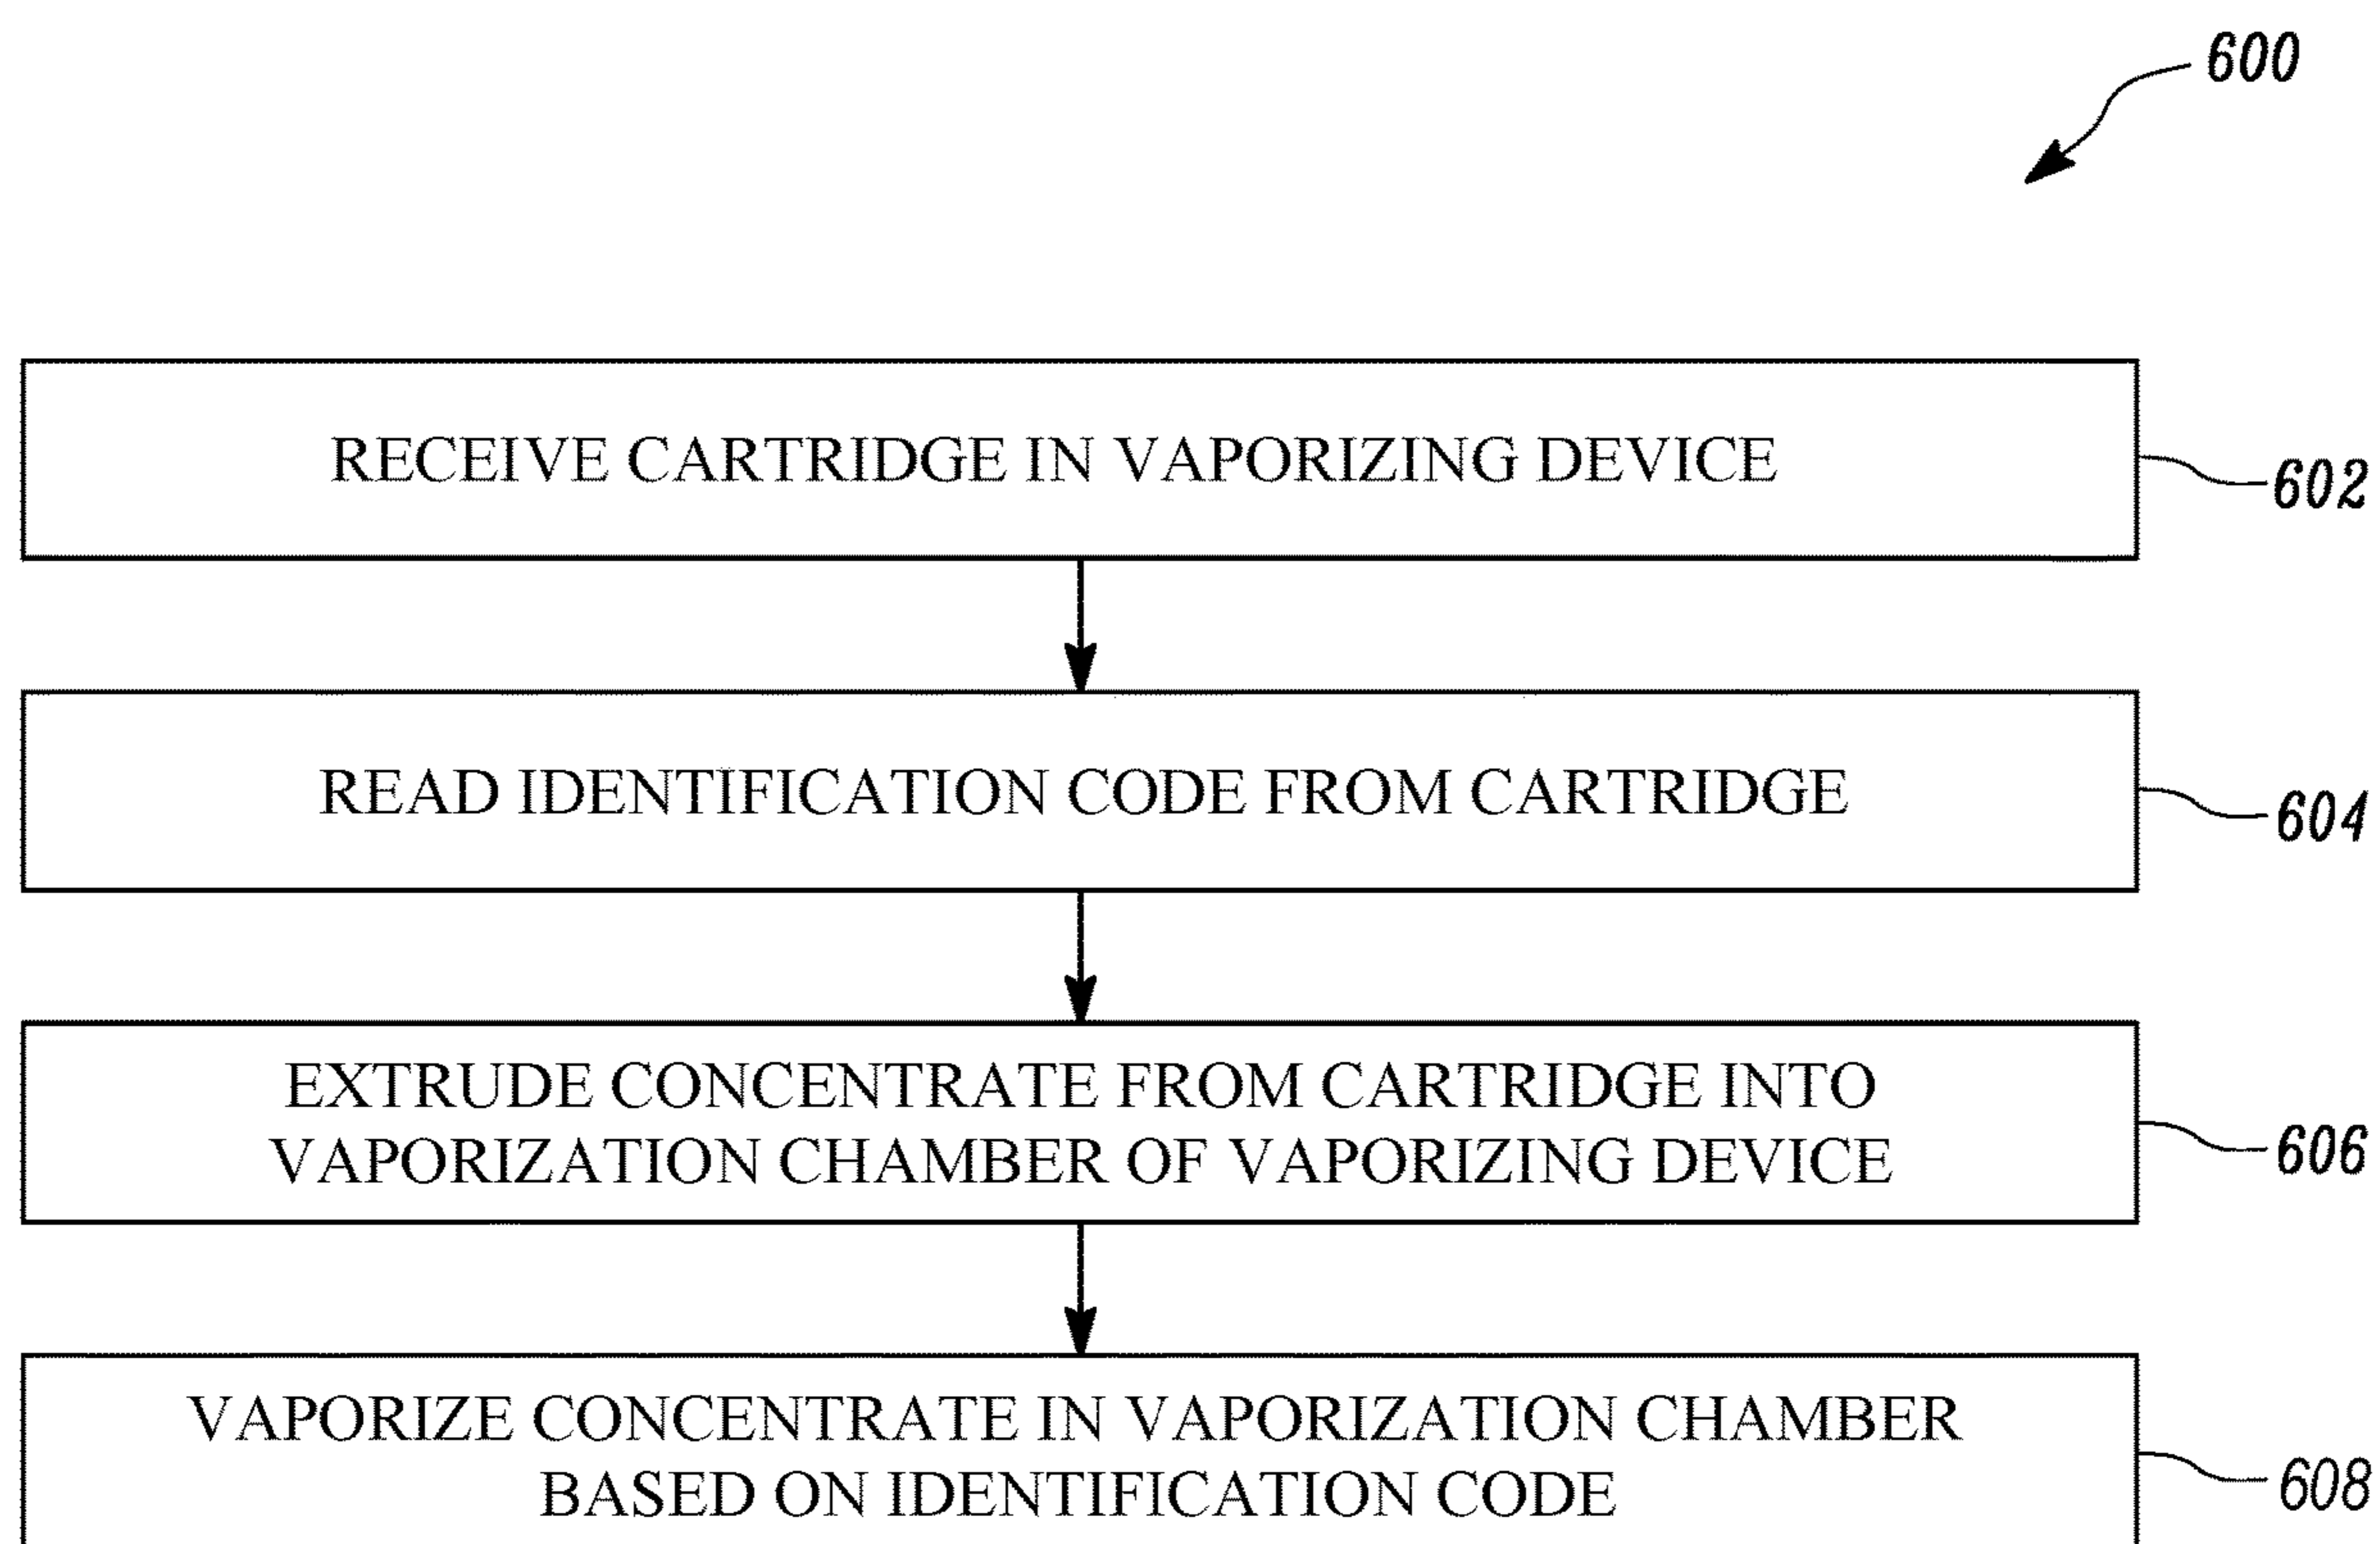 600
RECEIVE CARTRIDGE IN VAPORIZING DEVICE
602
READ IDENTIFICATION CODE FROM CARTRIDGE
604
EXTRUDE CONCENTRATE FROM CARTRIDGE INTO
VAPORIZATION CHAMBER OF VAPORIZING DEVICE
606
VAPORIZE CONCENTRATE IN VAPORIZATION CHAMBER
BASED ON IDENTIFICATION CODE
608